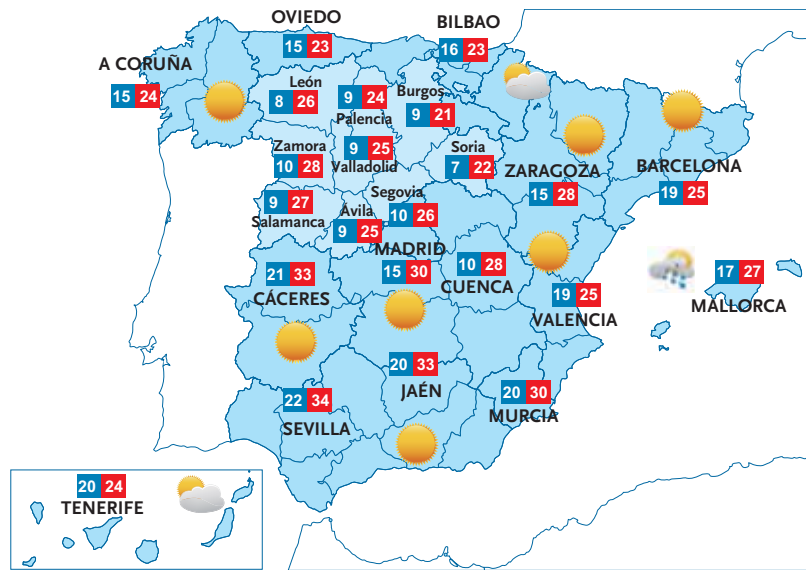 OVIEDO
15 23
BILBAO
16 23
A CORUÑA
15 24
León
8 26
9 24
Palencia
Burgos
9 21
Zamora
10 28
9 25
Valladolid
Soria
7 22
ZARAGOZA
15 28
BARCELONA
19 25
9 27
Salamanca
Ávila
9 25
Segovia
10 26
MADRID
15 30
10 28
CUENCA
21 33
CÁCERES
19 25
VALENCIA
17 27
MALLORCA
20 33
JAÉN
22 34
SEVILLA
20 30
MURCIA
20 24
TENERIFE